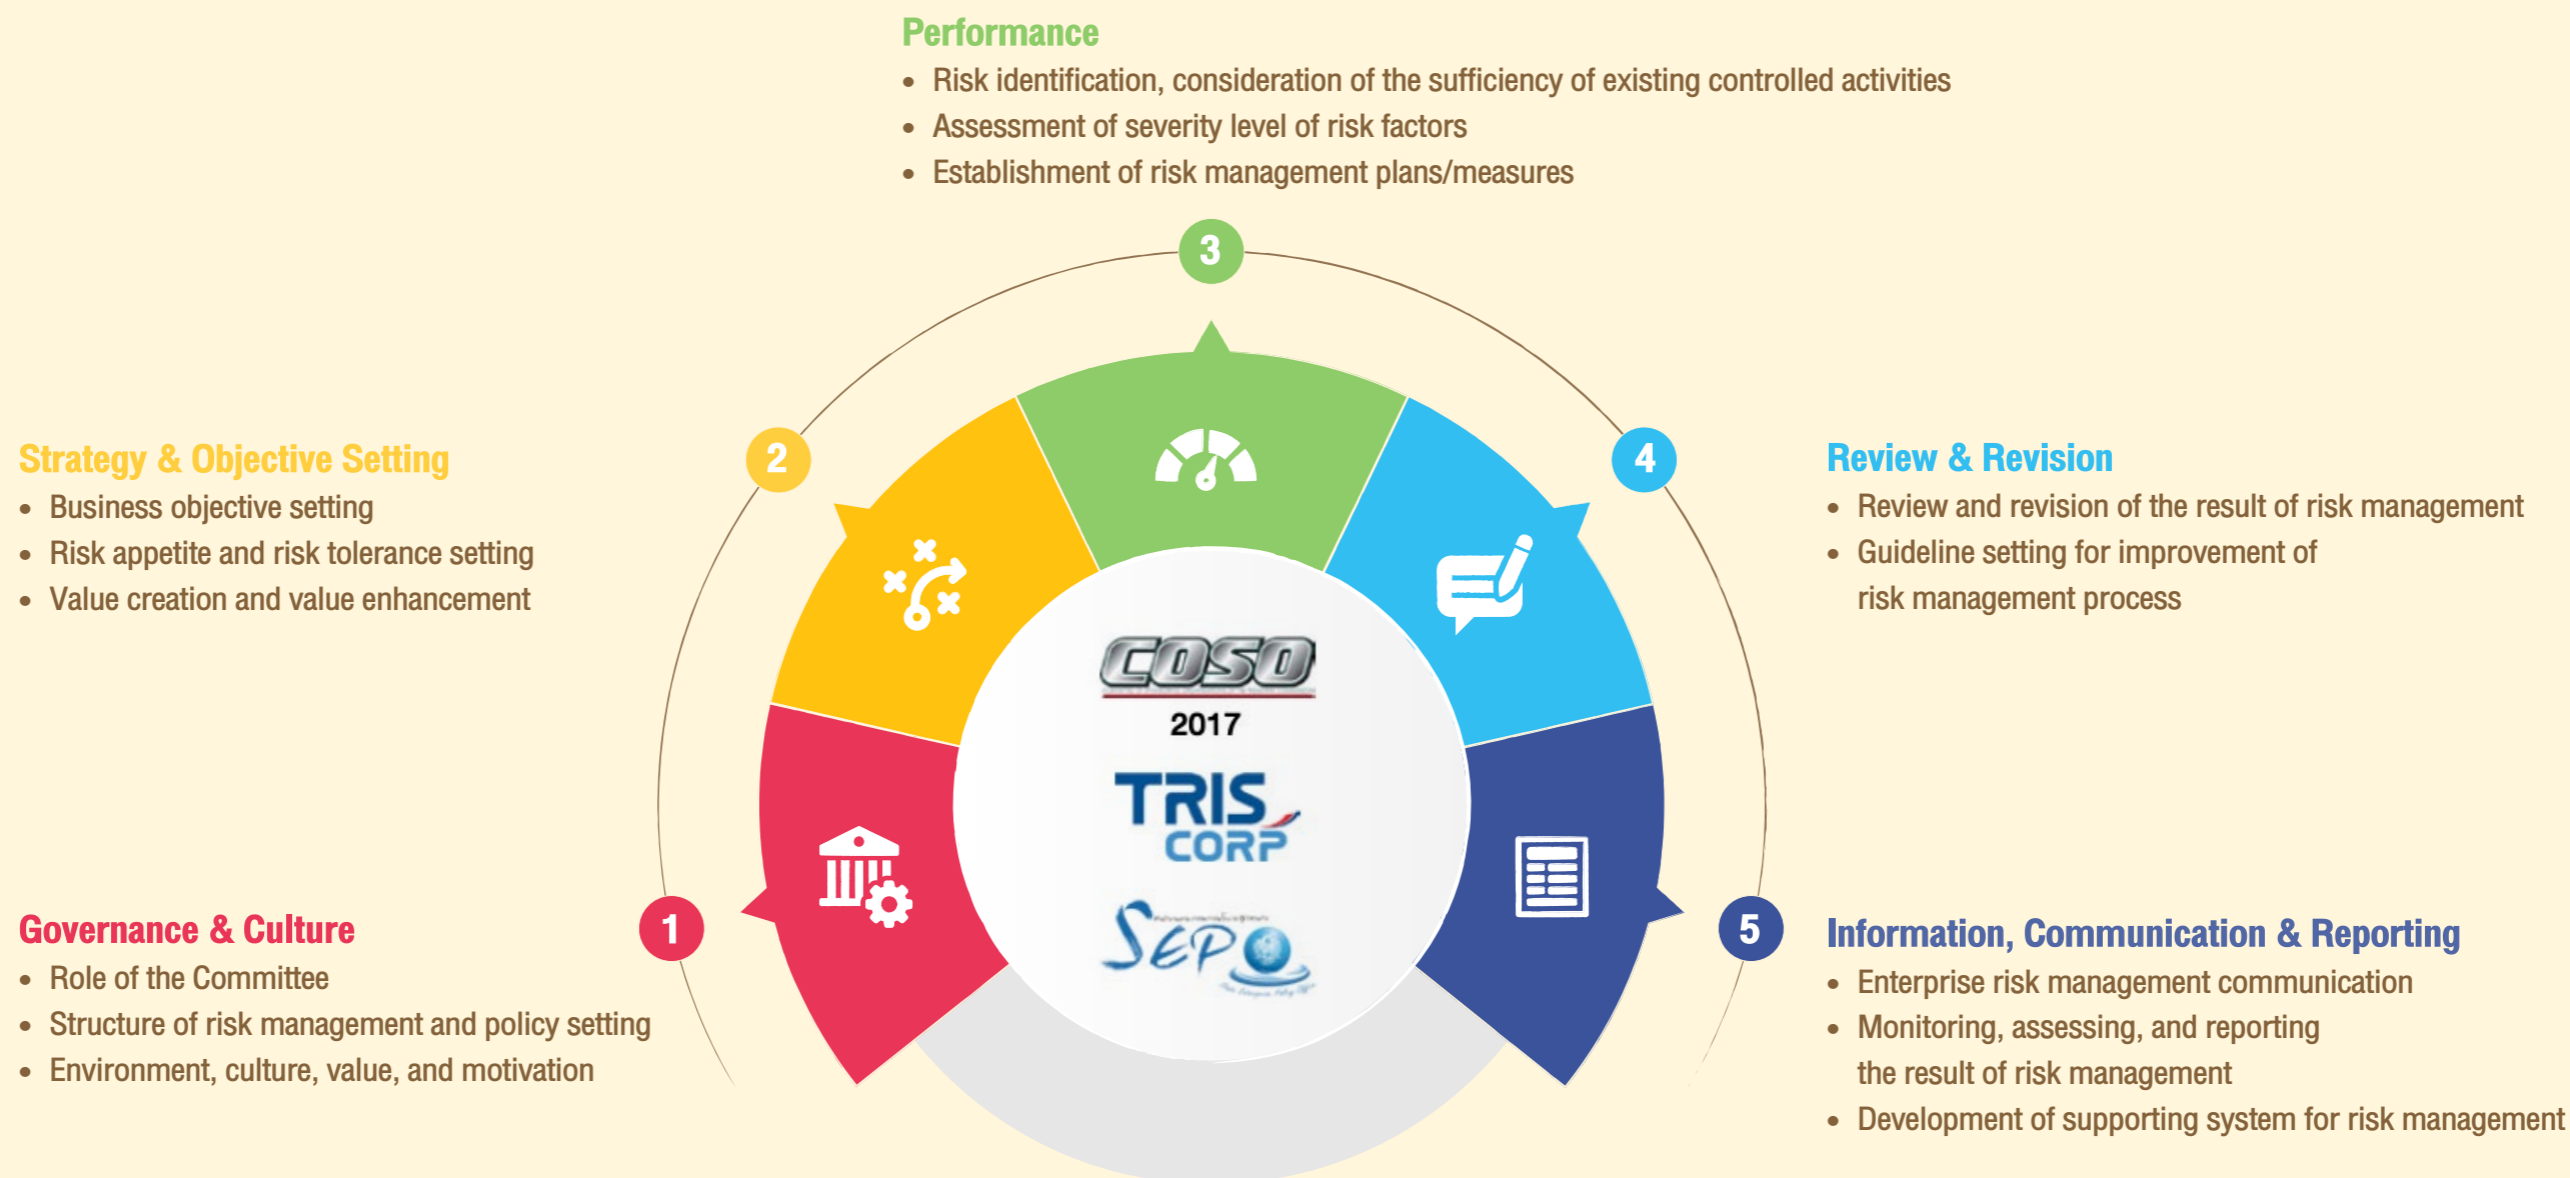 Performance
• Risk identification, consideration of the sufficiency of existing controlled activities
• Assessment of severity level of risk factors
• Establishment of risk management plans/measures
3
2
Strategy & Objective Setting
• Business objective setting
• Risk appetite and risk tolerance setting
• Value creation and value enhancement
4
Review & Revision
• Review and revision of the result of risk management
• Guideline setting for improvement of
risk management process
COSO
2017
TRIS
CORP
SEPO
1
Governance & Culture
• Role of the Committee
• Structure of risk management and policy setting
• Environment, culture, value, and motivation
5
Information, Communication & Reporting
• Enterprise risk management communication
• Monitoring, assessing, and reporting
the result of risk management
• Development of supporting system for risk management